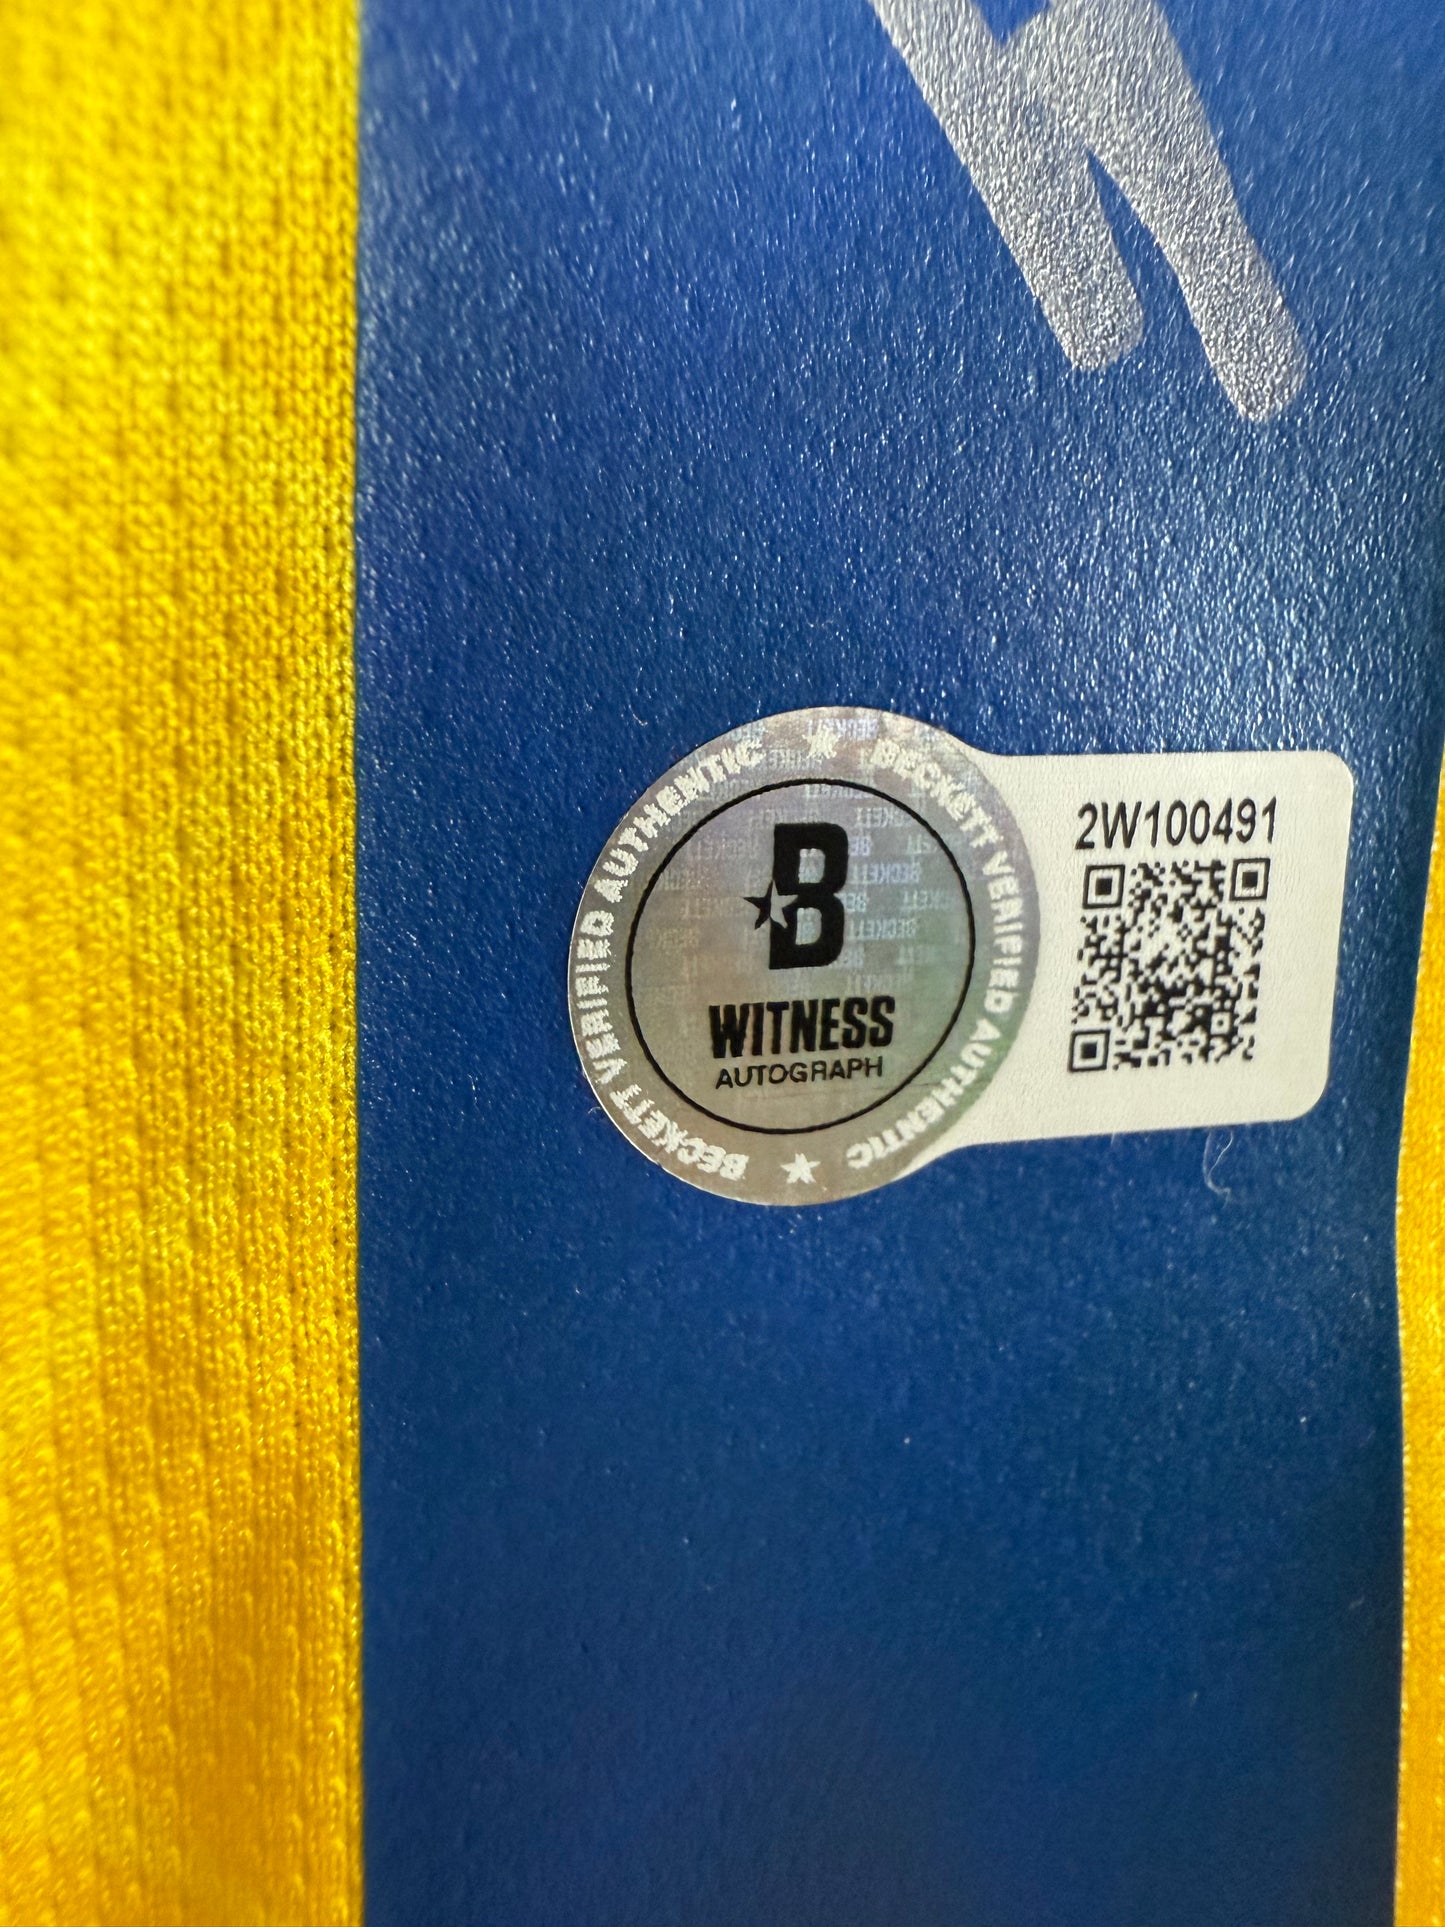 BECKETT VERIFIED AUTHENTIC ★ BECKETT VERIFIED AUTHENTIC ★
B
WITNESS
AUTOGRAPH
2W100491